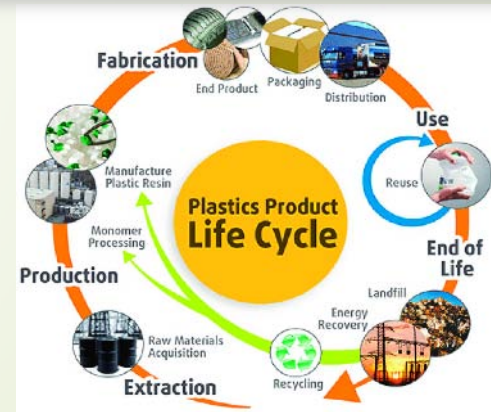 Fabrication
End Product
Packaging
Distribution
Use
Reuse
Manufacture
Plastic Resin
Plastics Product
Life Cycle
Monomer
Processing
End of
Life
Production
Landfill
Energy
Recovery
Raw Materials
Acquisition
Recycling
Extraction